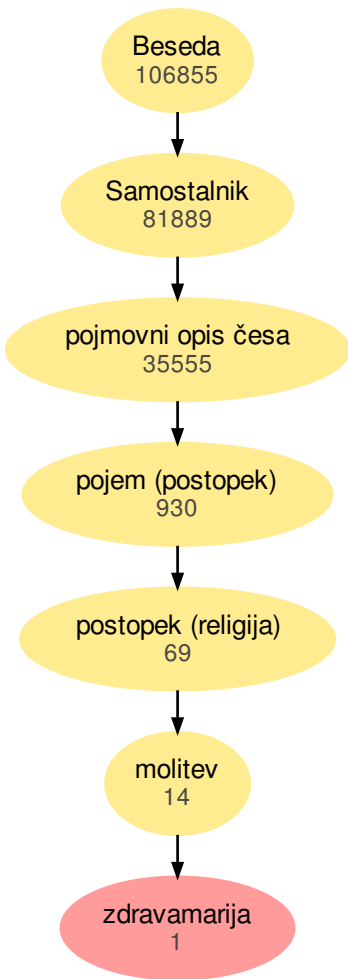 Beseda
106855
Samostalnik
81889
pojmovni opis česa
35555
pojem (postopek)
930
postopek (religija)
69
molitev
14
zdravamarija
1